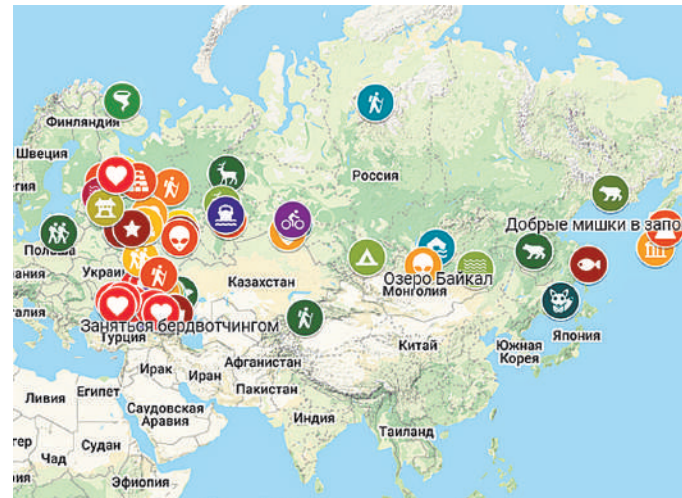 Финляндия
Швеция
Россия
Добрые мишки в запо
Украи
Казахстан
Озеро Байкал
Монголия
Заняться бердвотчингом
Турция
Китай
Южная
Корея
Япония
Афганистан
Ирак
Иран
Пакистан
Ливия
Египет
Саудовская
Аравия
Индия
Таиланд
Чад
Судан
Эфиопия